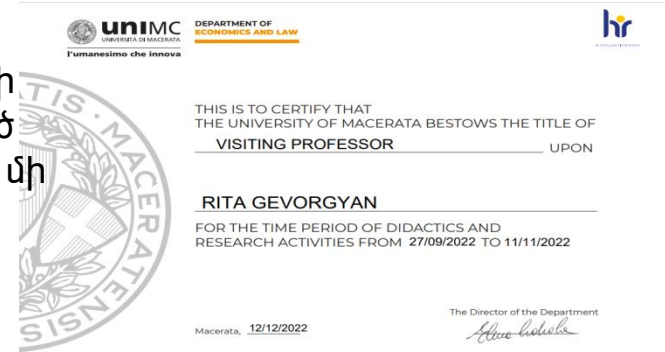 unimc
UNIVERSITÀ DI MACERATA
l'umanesimo che innova
DEPARTMENT OF
ECONOMICS AND LAW
hr
THIS IS TO CERTIFY THAT
THE UNIVERSITY OF MACERATA BESTOWS THE TITLE OF
VISITING PROFESSOR UPON
RITA GEVORGYAN
FOR THE TIME PERIOD OF DIDACTICS AND
RESEARCH ACTIVITIES FROM 27/09/2022 TO 11/11/2022
The Director of the Department
Macerata, 12/12/2022
TIS · MACERATENSIS
ի
ծ
մի